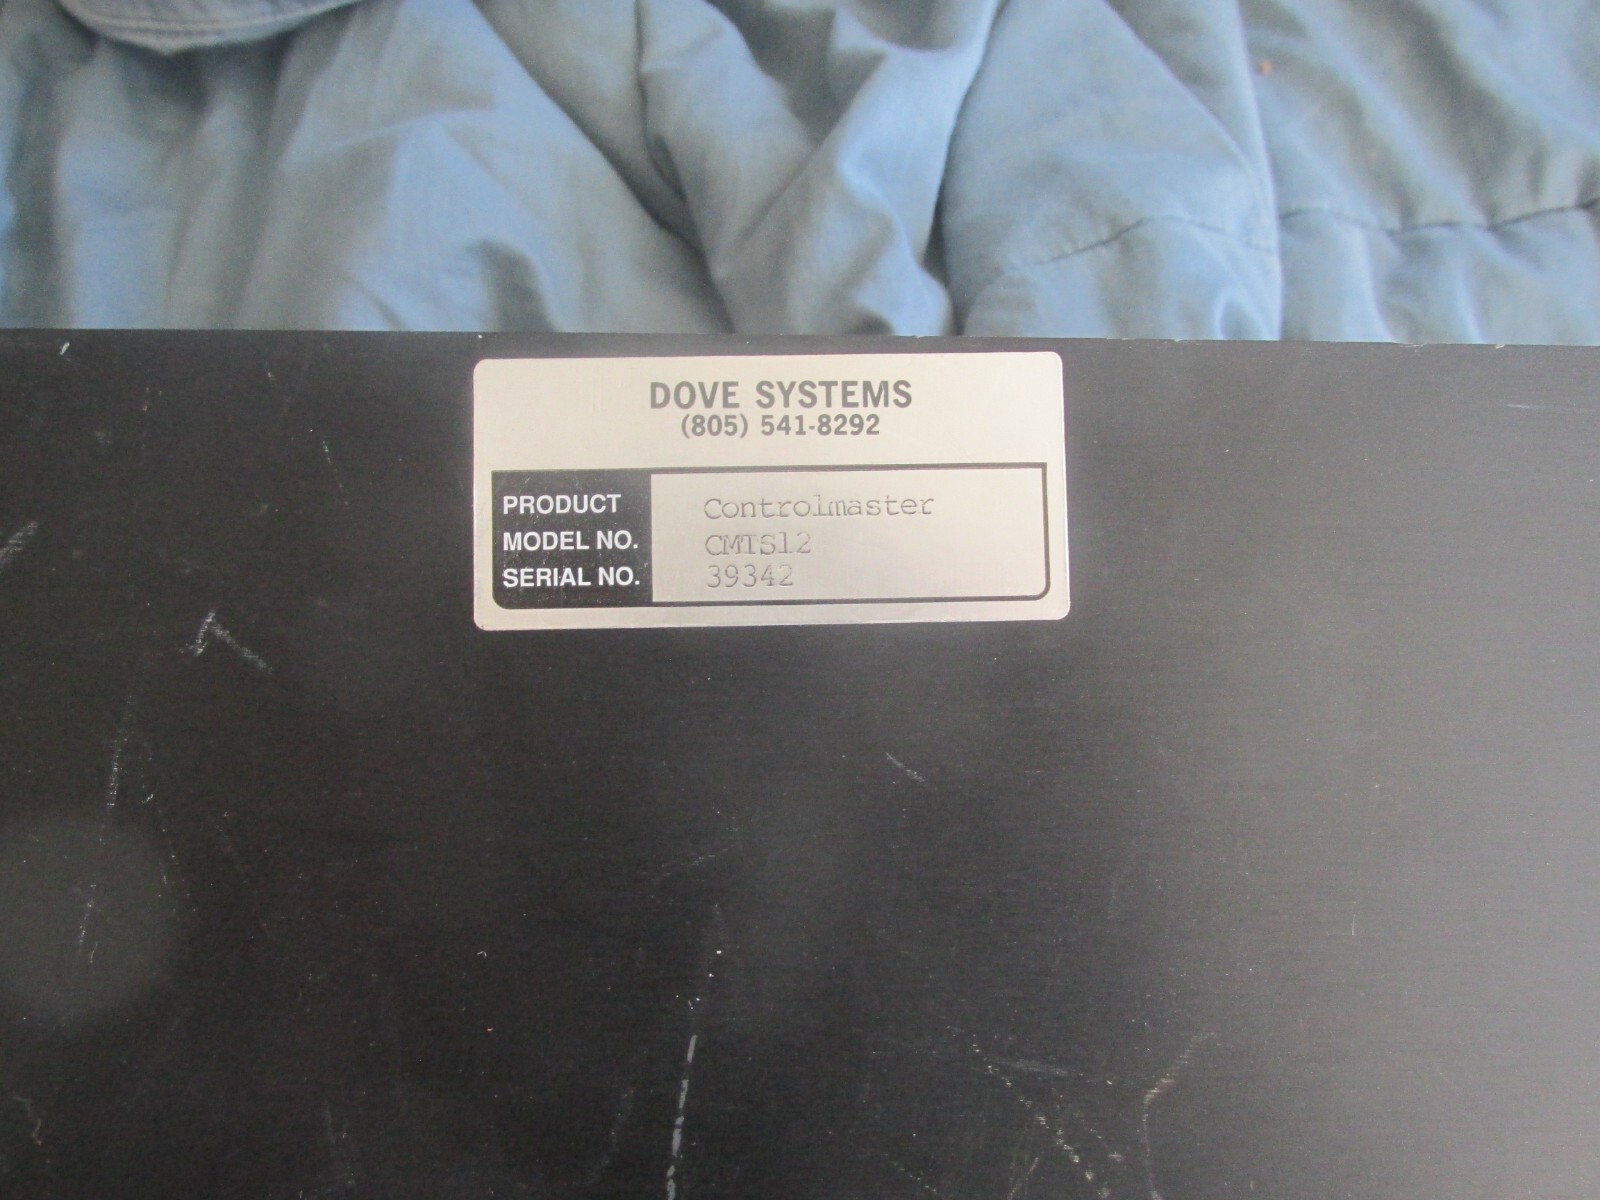 DOVE SYSTEMS
(805) 541-8292
PRODUCT Controlmaster
MODEL NO. CMTS12
SERIAL NO. 39342